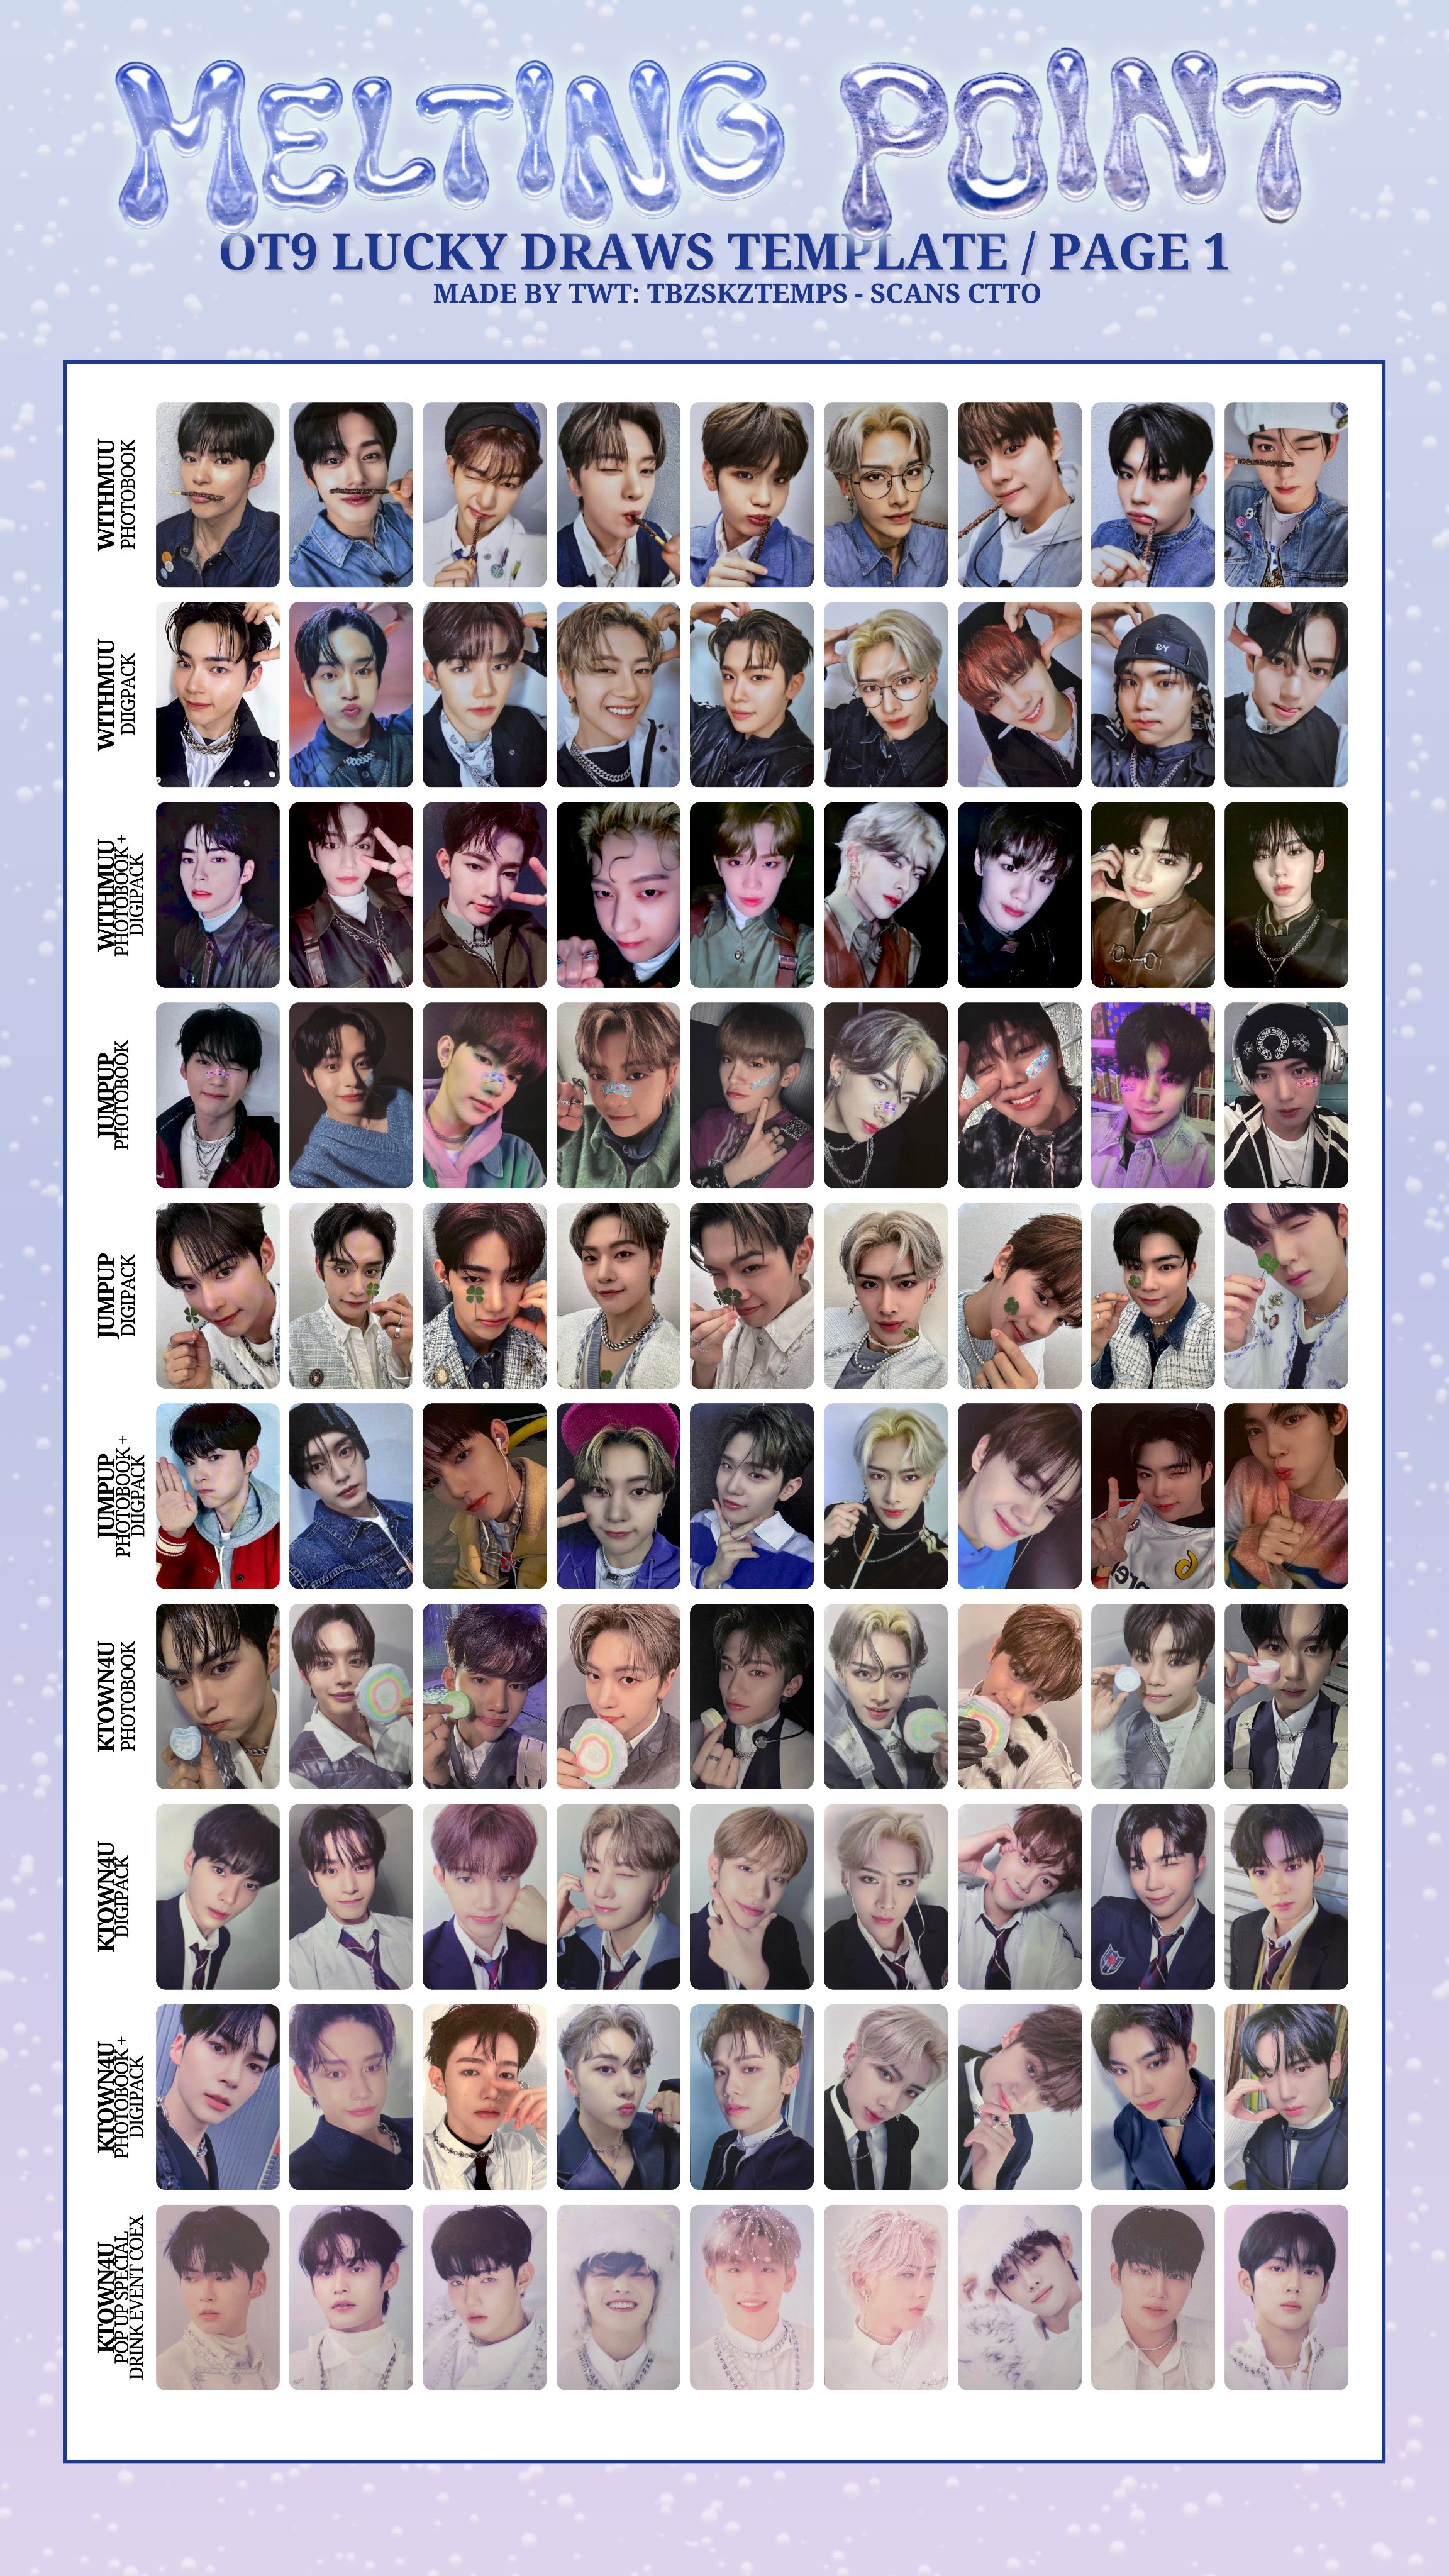 MELTING POINT
OT9 LUCKY DRAWS TEMPLATE / PAGE 1
MADE BY TWT: TBZSKZTEMPS - SCANS CTTO
WITHMUU
PHOTOBOOK
WITHMUU
DIIGPACK
WITHMUU
PHOTOBOOK +
DIGIPACK
JUMPUP
PHOTOBOOK
JUMPUP
DIGIPACK
JUMPUP
PHOTOBOOK +
DIIGPACK
KTOWN4U
PHOTOBOOK
KTOWN4U
DIGIPACK
KTOWN4U
PHOTOBOOK +
DIGIPACK
KTOWN4U
POP UP SPECIAL
DRINK EVENT COEX